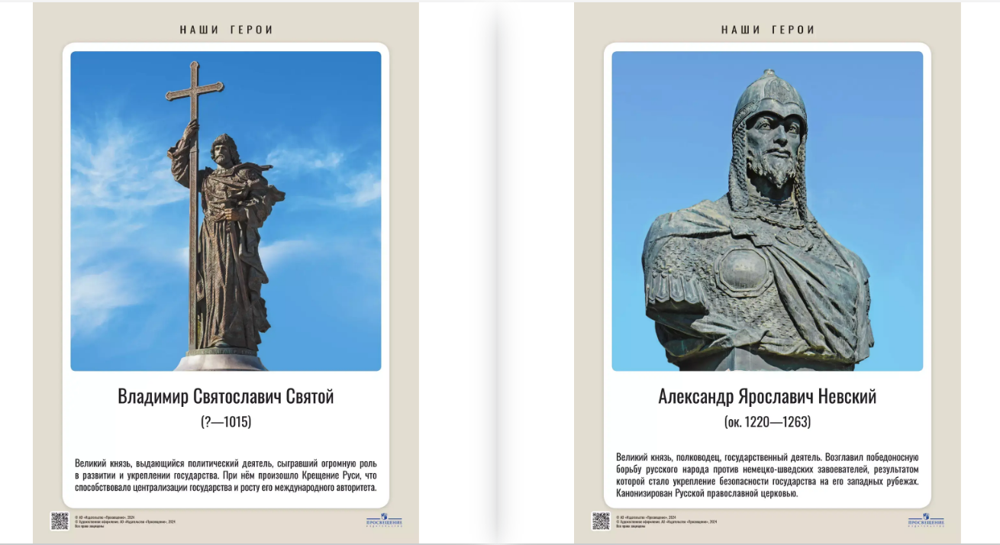 НАШИ ГЕРОИ
Владимир Святославич Святой
(?—1015)
Великий князь, выдающийся политический деятель, сыгравший огромную роль
в развитии и укреплении государства. При нём произошло Крещение Руси, что
способствовало централизации государства и росту его международного авторитета.
© АО «Издательство «Просвещение», 2024
© Художественное оформление. АО «Издательство «Просвещение», 2024
Все права защищены
ПРОСВЕЩЕНИЕ
ИЗДАТЕЛЬСТВО
НАШИ ГЕРОИ
Александр Ярославич Невский
(ок. 1220—1263)
Великий князь, полководец, государственный деятель. Возглавил победоносную
борьбу русского народа против немецко-шведских завоевателей, результатом
которой стало укрепление безопасности государства на его западных рубежах.
Канонизирован Русской православной церковью.
© АО «Издательство «Просвещение», 2024
© Художественное оформление. АО «Издательство «Просвещение», 2024
Все права защищены
ПРОСВЕЩЕНИЕ
ИЗДАТЕЛЬСТВО